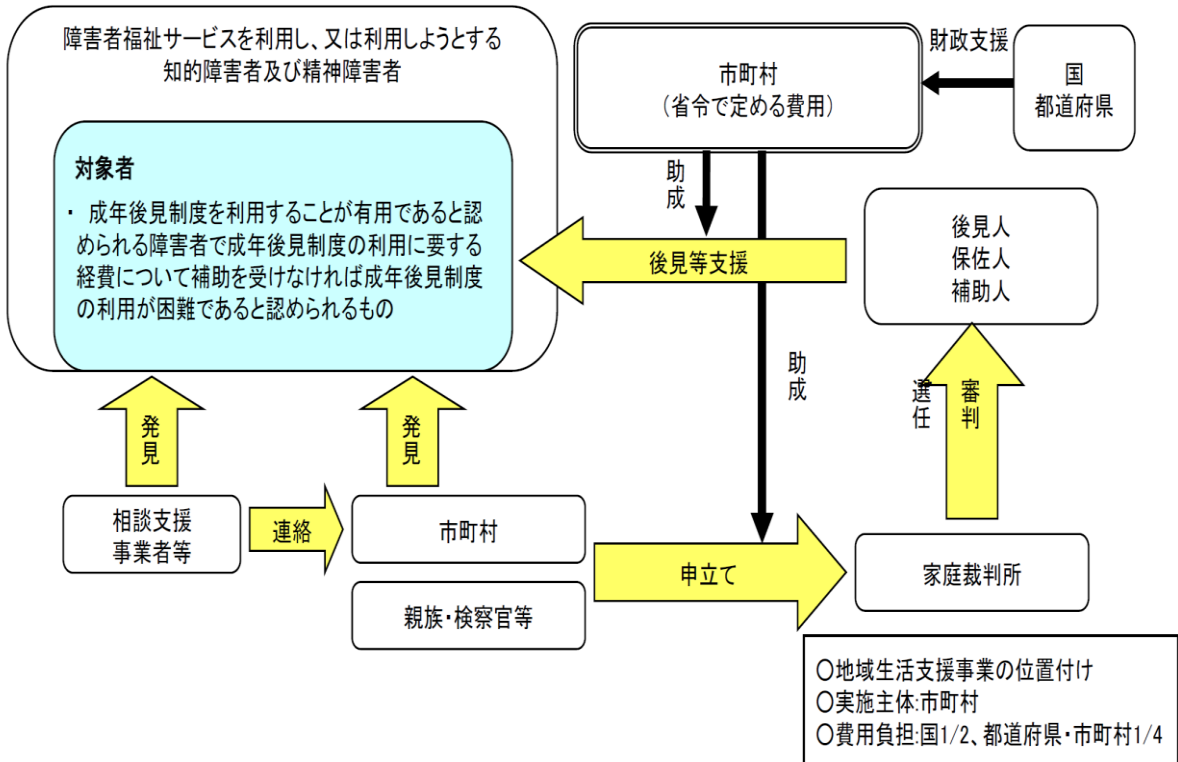 障害者福祉サービスを利用し、又は利用しようとする
知的障害者及び精神障害者
対象者
・ 成年後見制度を利用することが有用であると認
められる障害者で成年後見制度の利用に要する
経費について補助を受けなければ成年後見制度
の利用が困難であると認められるもの
市町村
(省令で定める費用)
財政支援
国
都道府県
助成
後見等支援
後見人
保佐人
補助人
助成
選任
審判
発見
発見
相談支援
事業者等
連絡
市町村
親族・検察官等
申立て
家庭裁判所
〇地域生活支援事業の位置付け
〇実施主体:市町村
〇費用負担:国1/2、都道府県・市町村1/4